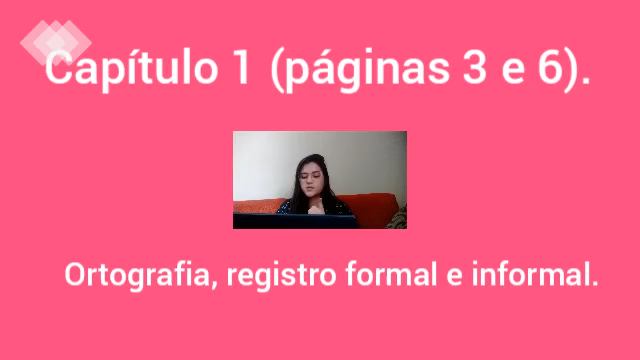 Capítulo 1 (páginas 3 e 6).
Ortografia, registro formal e informal.